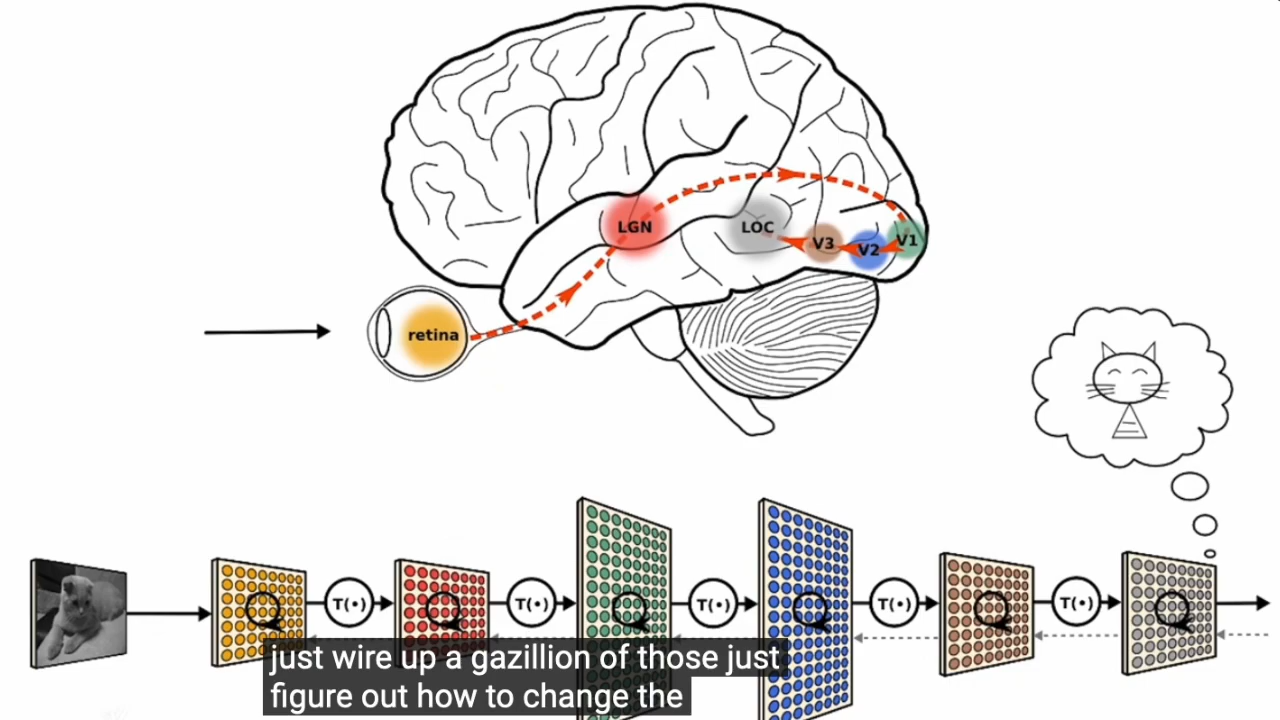 LGN
LOC
V3
V2
V1
retina
T(•)
T(•)
T(•)
T(•)
T(•)
just wire up a gazillion of those just
figure out how to change the